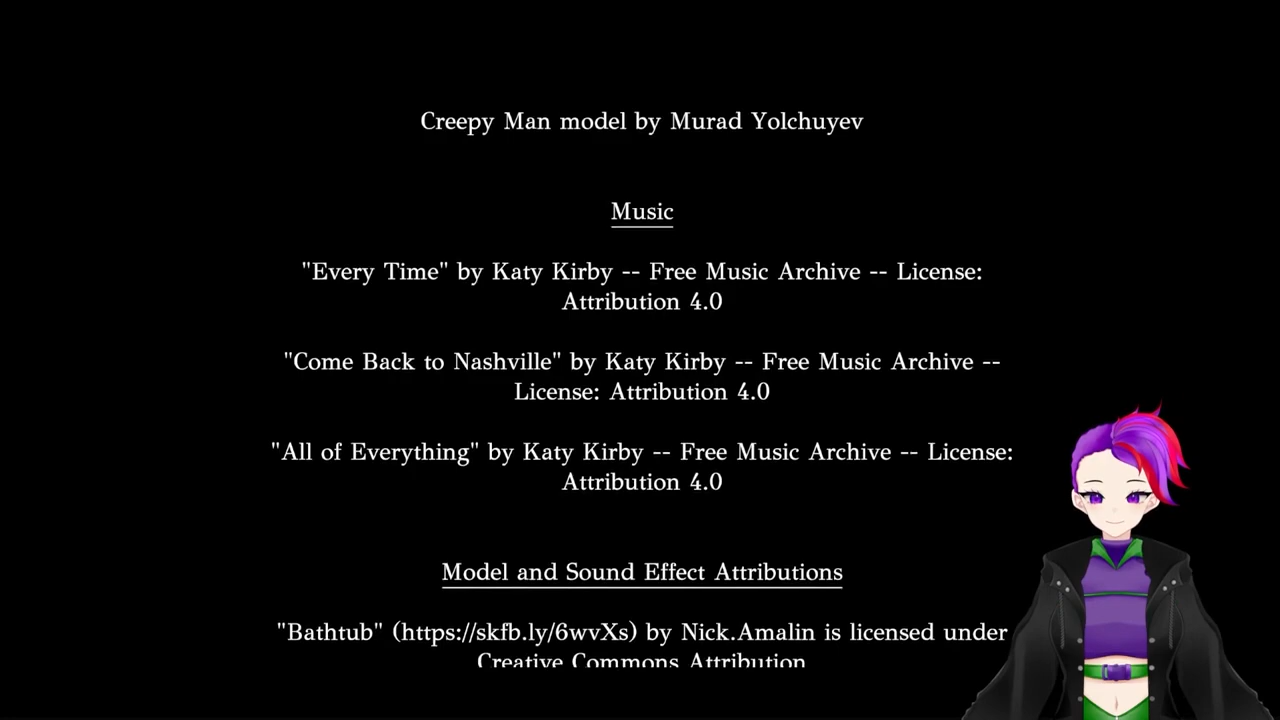 Creepy Man model by Murad Yolchuyev
Music
"Every Time" by Katy Kirby -- Free Music Archive -- License:
Attribution 4.0
"Come Back to Nashville" by Katy Kirby -- Free Music Archive --
License: Attribution 4.0
"All of Everything" by Katy Kirby -- Free Music Archive -- License:
Attribution 4.0
Model and Sound Effect Attributions
"Bathtub" (https://skfb.ly/6wvXs) by Nick.Amalin is licensed under
Creative Commons Attribution